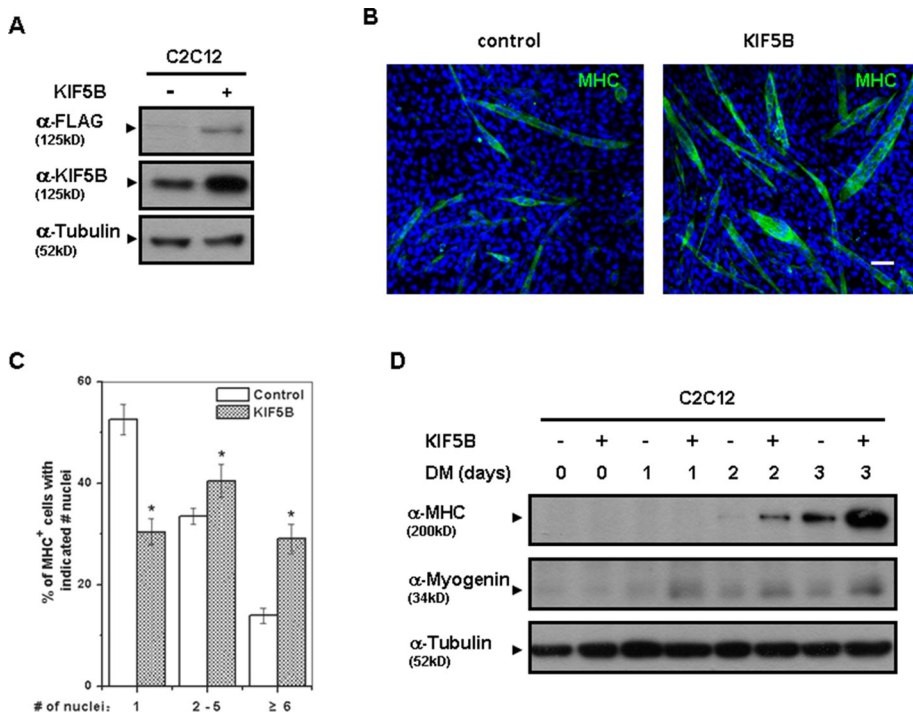 A
C2C12
KIF5B - +
α-FLAG
(125kD)
α-KIF5B
(125kD)
α-Tubulin
(52kD)
B
control KIF5B
MHC MHC
C
% of MHC+ cells with
indicated # nuclei
60
40
20
0
Control
KIF5B
* * *
# of nuclei: 1 2 - 5 ≥ 6
D
C2C12
KIF5B - + - + - + - +
DM (days) 0 0 1 1 2 2 3 3
α-MHC
(200kD)
α-Myogenin
(34kD)
α-Tubulin
(52kD)